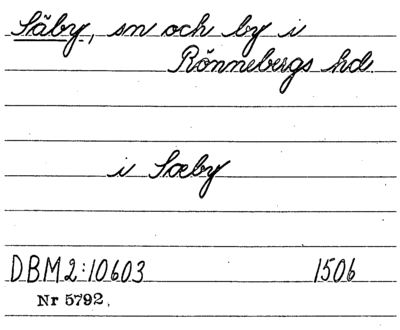 Säby, sn och by i
Rönnebergs hd.
i Sæby
DBM2:10603 1506
Nr 5792.